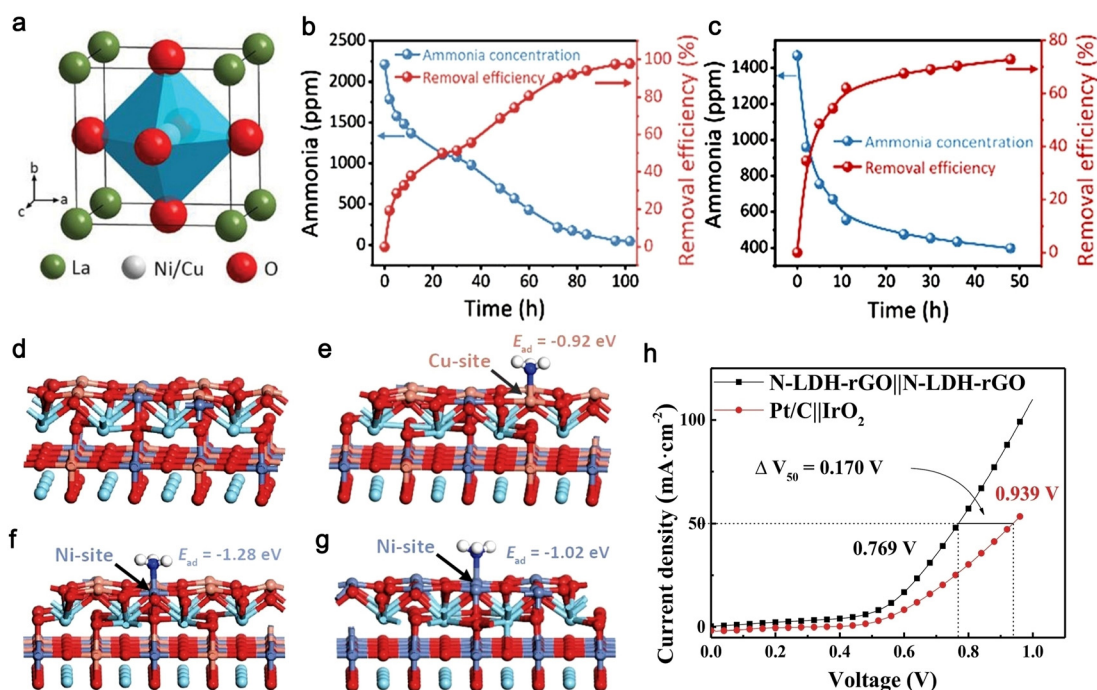 a
b
c
a
La
Ni/Cu
O
b
2500
2000
1500
1000
500
0
Ammonia (ppm)
Ammonia concentration
Removal efficiency
100
80
60
40
20
0
Removal efficiency (%)
0 20 40 60 80 100
Time (h)
c
1400
1200
1000
800
600
400
Ammonia (ppm)
Ammonia concentration
Removal efficiency
80
60
40
20
0
Removal efficiency (%)
0 10 20 30 40 50
Time (h)
d
e
Cu-site
Ead = -0.92 eV
f
Ni-site
Ead = -1.28 eV
g
Ni-site
Ead = -1.02 eV
h
N-LDH-rGO||N-LDH-rGO
Pt/C||IrO2
Δ V50 = 0.170 V
0.939 V
0.769 V
100
50
0
Current density (mA·cm-2)
0.0 0.2 0.4 0.6 0.8 1.0
Voltage (V)